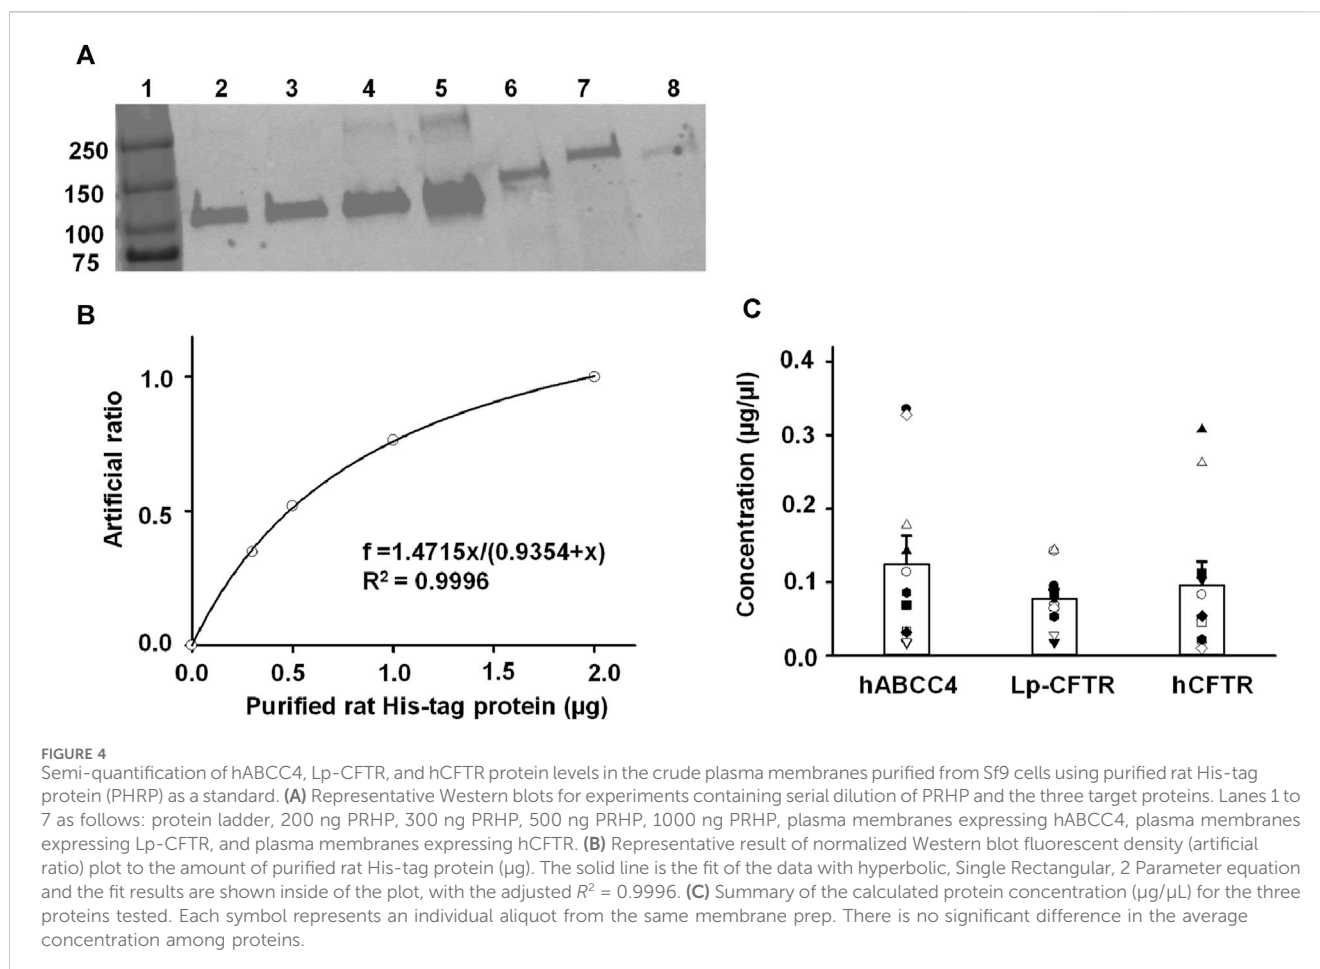 A
1 2 3 4 5 6 7 8
250
150
100
75
B
Artificial ratio
1.0
0.5
0.0
f =1.4715x/(0.9354+x)
R² = 0.9996
0.0 0.5 1.0 1.5 2.0
Purified rat His-tag protein (µg)
C
Concentration (µg/µl)
0.4
0.3
0.2
0.1
0.0
hABCC4 Lp-CFTR hCFTR
FIGURE 4
Semi-quantification of hABCC4, Lp-CFTR, and hCFTR protein levels in the crude plasma membranes purified from Sf9 cells using purified rat His-tag
protein (PHRP) as a standard. (A) Representative Western blots for experiments containing serial dilution of PRHP and the three target proteins. Lanes 1 to
7 as follows: protein ladder, 200 ng PRHP, 300 ng PRHP, 500 ng PRHP, 1000 ng PRHP, plasma membranes expressing hABCC4, plasma membranes
expressing Lp-CFTR, and plasma membranes expressing hCFTR. (B) Representative result of normalized Western blot fluorescent density (artificial
ratio) plot to the amount of purified rat His-tag protein (µg). The solid line is the fit of the data with hyperbolic, Single Rectangular, 2 Parameter equation
and the fit results are shown inside of the plot, with the adjusted R² = 0.9996. (C) Summary of the calculated protein concentration (µg/µL) for the three
proteins tested. Each symbol represents an individual aliquot from the same membrane prep. There is no significant difference in the average
concentration among proteins.